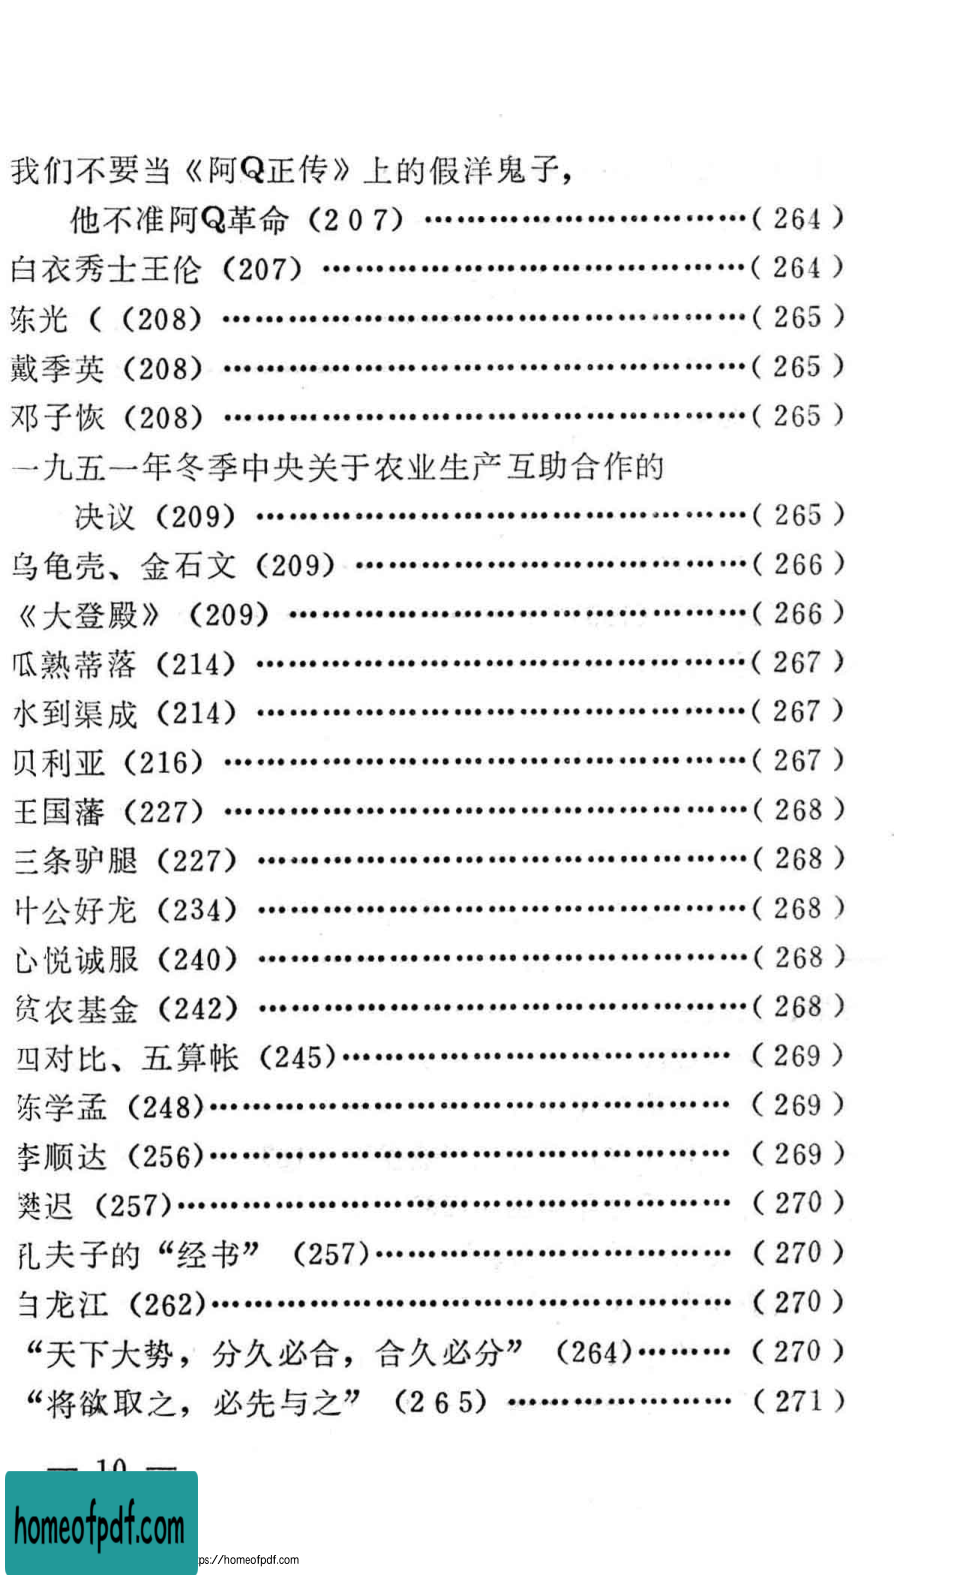 我们不要当《阿Q正传》上的假洋鬼子，
他不准阿Q革命（207）…………………………（264）
白衣秀士王伦（207）…………………………………（264）
陈光（（208）…………………………………………（265）
戴季英（208）…………………………………………（265）
邓子恢（208）…………………………………………（265）
一九五一年冬季中央关于农业生产互助合作的
决议（209）………………………………………（265）
乌龟壳、金石文（209）………………………………（266）
《大登殿》（209）……………………………………（266）
瓜熟蒂落（214）………………………………………（267）
水到渠成（214）………………………………………（267）
贝利亚（216）…………………………………………（267）
王国藩（227）…………………………………………（268）
三条驴腿（227）………………………………………（268）
叶公好龙（234）………………………………………（268）
心悦诚服（240）………………………………………（268）
贫农基金（242）………………………………………（268）
四对比、五算帐（245）………………………………（269）
陈学孟（248）…………………………………………（269）
李顺达（256）…………………………………………（269）
樊迟（257）……………………………………………（270）
孔夫子的“经书”（257）……………………………（270）
白龙江（262）…………………………………………（270）
“天下大势，分久必合，合久必分”（264）………（270）
“将欲取之，必先与之”（265）…………………（271）
— 10 —
homeofpdf.com
ps://homeofpdf.com